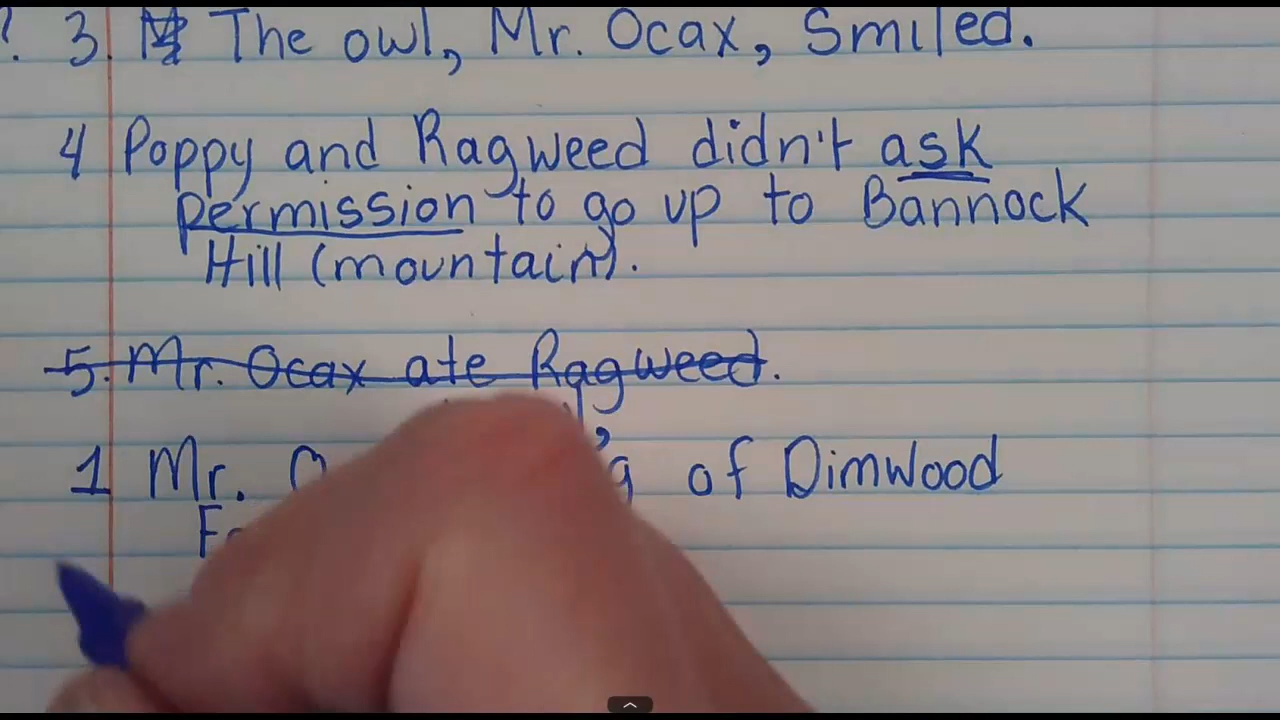 ? 3. The owl, Mr. Ocax, Smiled.
4 Poppy and Ragweed didn't ask
permission to go up to Bannock
Hill (mountain).
5. Mr. Ocax ate Ragweed.
1 Mr. of Dimwood